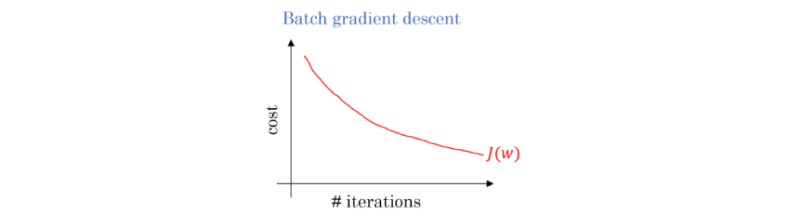 Batch gradient descent
cost
J(w)
# iterations